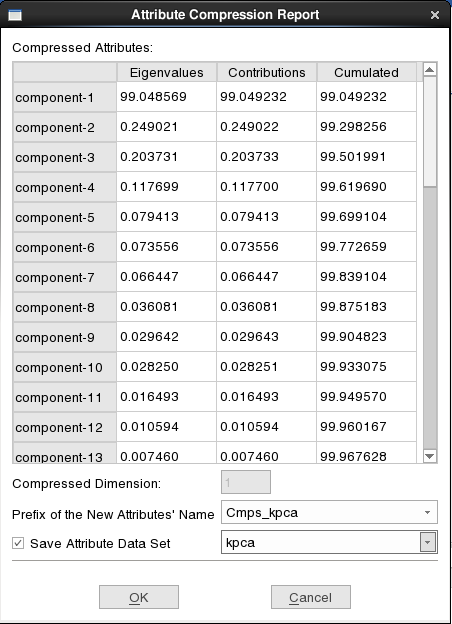 Attribute Compression Report
Compressed Attributes:
Eigenvalues Contributions Cumulated
component-1 99.048569 99.049232 99.049232
component-2 0.249021 0.249022 99.298256
component-3 0.203731 0.203733 99.501991
component-4 0.117699 0.117700 99.619690
component-5 0.079413 0.079413 99.699104
component-6 0.073556 0.073556 99.772659
component-7 0.066447 0.066447 99.839104
component-8 0.036081 0.036081 99.875183
component-9 0.029642 0.029643 99.904823
component-10 0.028250 0.028251 99.933075
component-11 0.016493 0.016493 99.949570
component-12 0.010594 0.010594 99.960167
component-13 0.007460 0.007460 99.967628
Compressed Dimension: 1
Prefix of the New Attributes' Name Cmps_kpca
Save Attribute Data Set kpca
OK Cancel